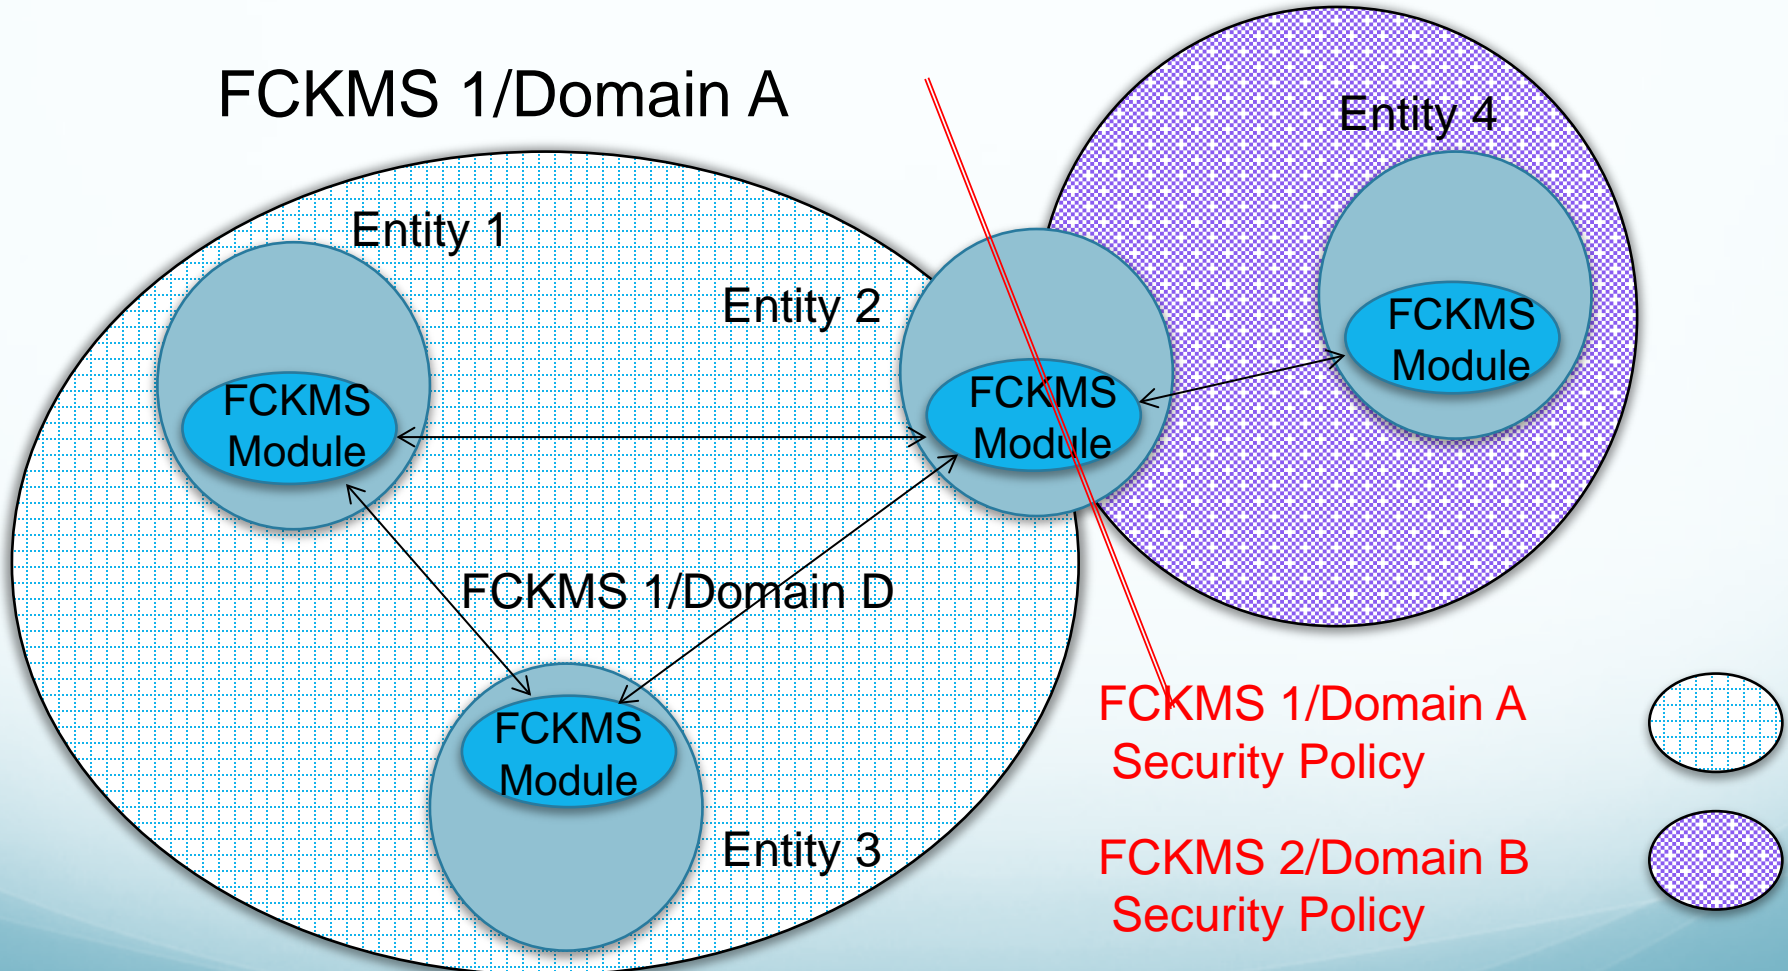 FCKMS 1/Domain A
Entity 4
Entity 1
Entity 2
FCKMS
Module
FCKMS
Module
FCKMS
Module
FCKMS 1/Domain D
FCKMS
Module
Entity 3
FCKMS 1/Domain A
Security Policy
FCKMS 2/Domain B
Security Policy